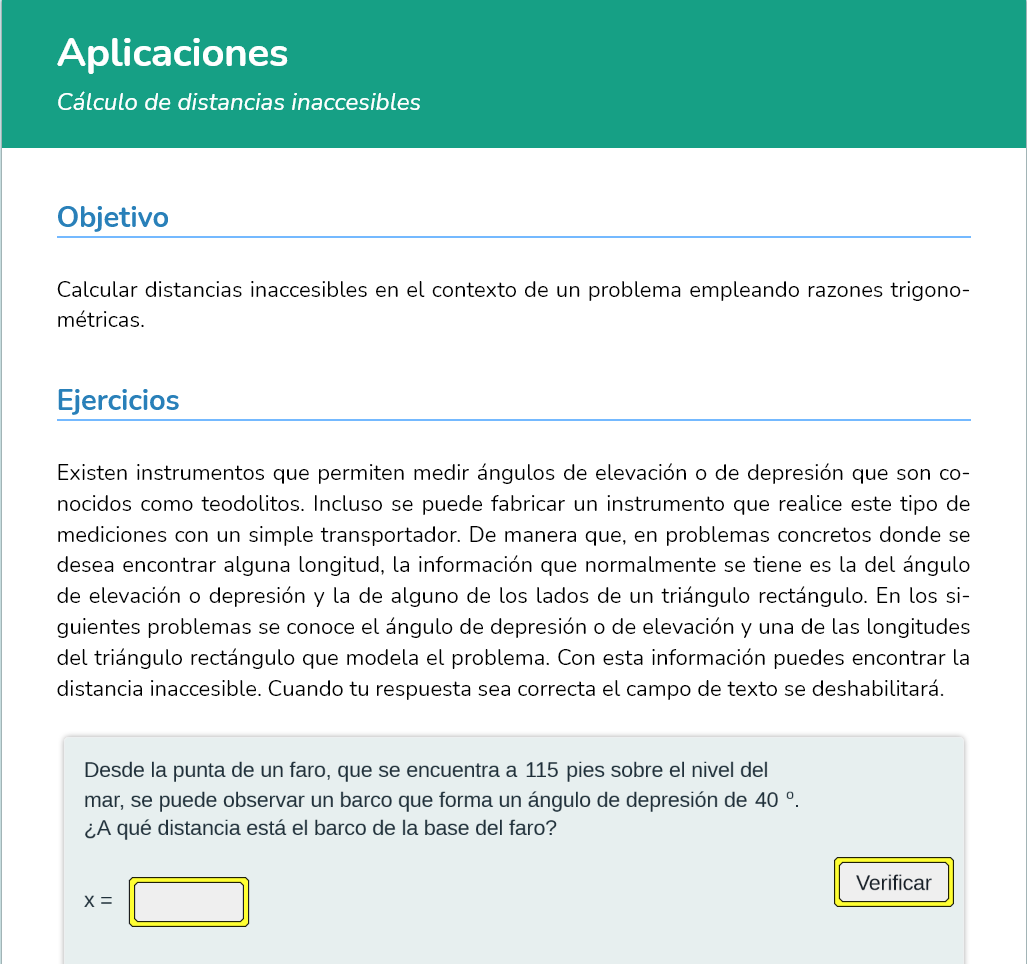 Aplicaciones
Cálculo de distancias inaccesibles
Objetivo
Calcular distancias inaccesibles en el contexto de un problema empleando razones trigono-
métricas.
Ejercicios
Existen instrumentos que permiten medir ángulos de elevación o de depresión que son co-
nocidos como teodolitos. Incluso se puede fabricar un instrumento que realice este tipo de
mediciones con un simple transportador. De manera que, en problemas concretos donde se
desea encontrar alguna longitud, la información que normalmente se tiene es la del ángulo
de elevación o depresión y la de alguno de los lados de un triángulo rectángulo. En los si-
guientes problemas se conoce el ángulo de depresión o de elevación y una de las longitudes
del triángulo rectángulo que modela el problema. Con esta información puedes encontrar la
distancia inaccesible. Cuando tu respuesta sea correcta el campo de texto se deshabilitará.
Desde la punta de un faro, que se encuentra a 115 pies sobre el nivel del
mar, se puede observar un barco que forma un ángulo de depresión de 40 º.
¿A qué distancia está el barco de la base del faro?
x =
Verificar